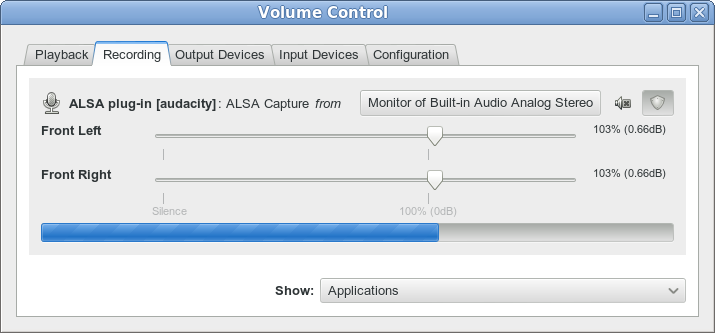 Volume Control
Playback Recording Output Devices Input Devices Configuration
ALSA plug-in [audacity]: ALSA Capture from Monitor of Built-in Audio Analog Stereo
Front Left 103% (0.66dB)
Front Right 103% (0.66dB)
Silence 100% (0dB)
Show: Applications